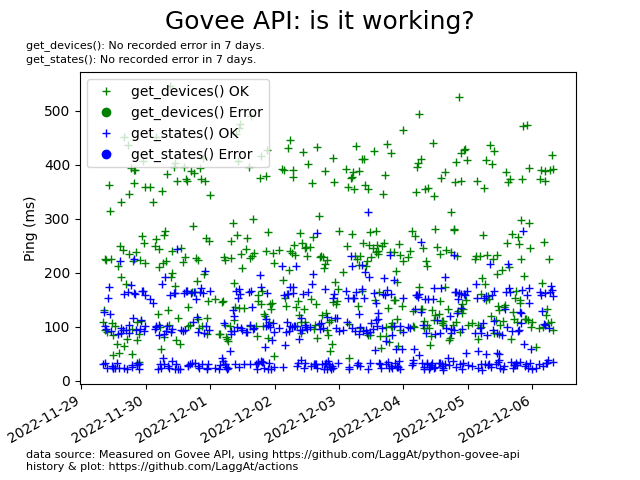 Govee API: is it working?
get_devices(): No recorded error in 7 days.
get_states(): No recorded error in 7 days.
get_devices() OK
get_devices() Error
get_states() OK
get_states() Error
Ping (ms)
500
400
300
200
100
0
2022-11-29
2022-11-30
2022-12-01
2022-12-02
2022-12-03
2022-12-04
2022-12-05
2022-12-06
data source: Measured on Govee API, using https://github.com/LaggAt/python-govee-api
history & plot: https://github.com/LaggAt/actions